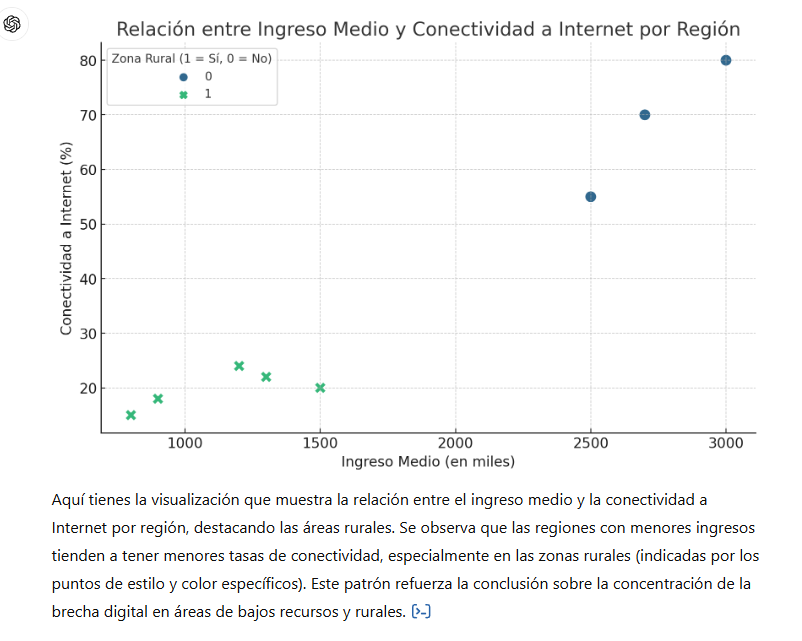 Relación entre Ingreso Medio y Conectividad a Internet por Región
Zona Rural (1 = Sí, 0 = No)
0
1
Conectividad a Internet (%)
80
70
60
50
40
30
20
1000 1500 2000 2500 3000
Ingreso Medio (en miles)
Aquí tienes la visualización que muestra la relación entre el ingreso medio y la conectividad a
Internet por región, destacando las áreas rurales. Se observa que las regiones con menores ingresos
tienden a tener menores tasas de conectividad, especialmente en las zonas rurales (indicadas por los
puntos de estilo y color específicos). Este patrón refuerza la conclusión sobre la concentración de la
brecha digital en áreas de bajos recursos y rurales. [>-]